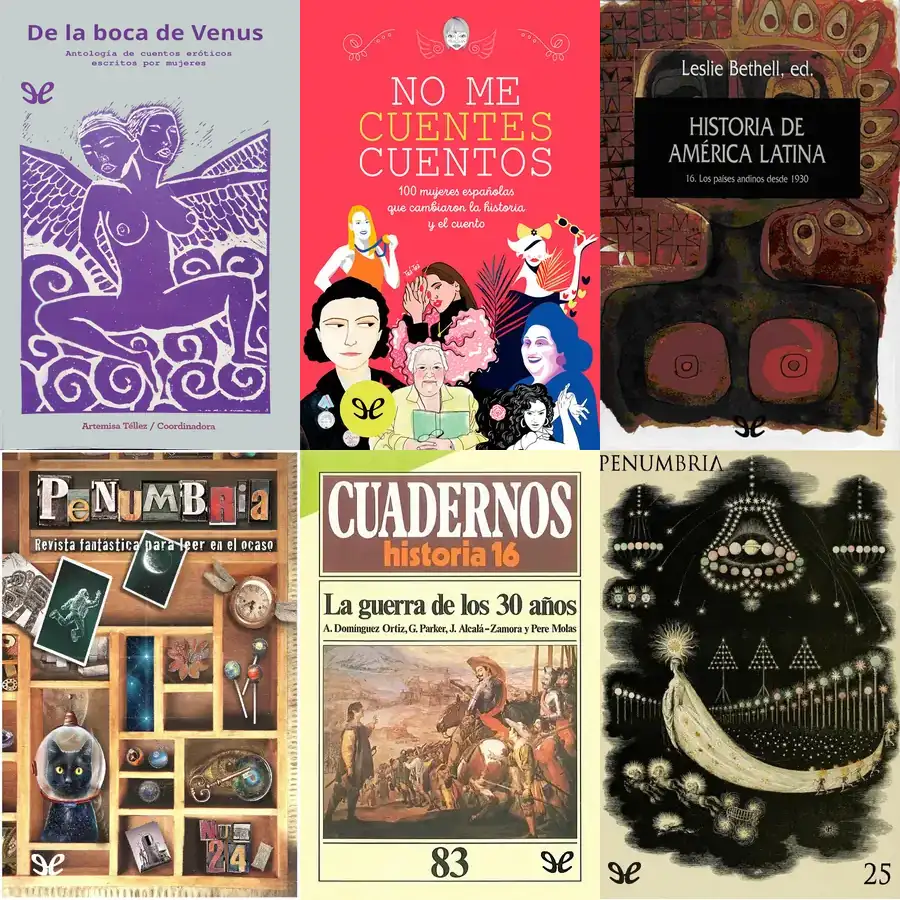 De la boca de Venus
Antología de cuentos eróticos
escritos por mujeres
Artemisa Téllez / Coordinadora
NO ME
CUENTES
CUENTOS
100 mujeres españolas
que cambiaron la historia
y el cuento
Leslie Bethell, ed.
HISTORIA DE
AMÉRICA LATINA
16. Los países andinos desde 1930
PENUMBRIA
Revista fantástica para leer en el ocaso
NUM
24
CUADERNOS
historia 16
La guerra de los 30 años
A. Domínguez Ortiz, G. Parker, J. Alcalá-Zamora y Pere Molas
83
PENUMBRIA
25